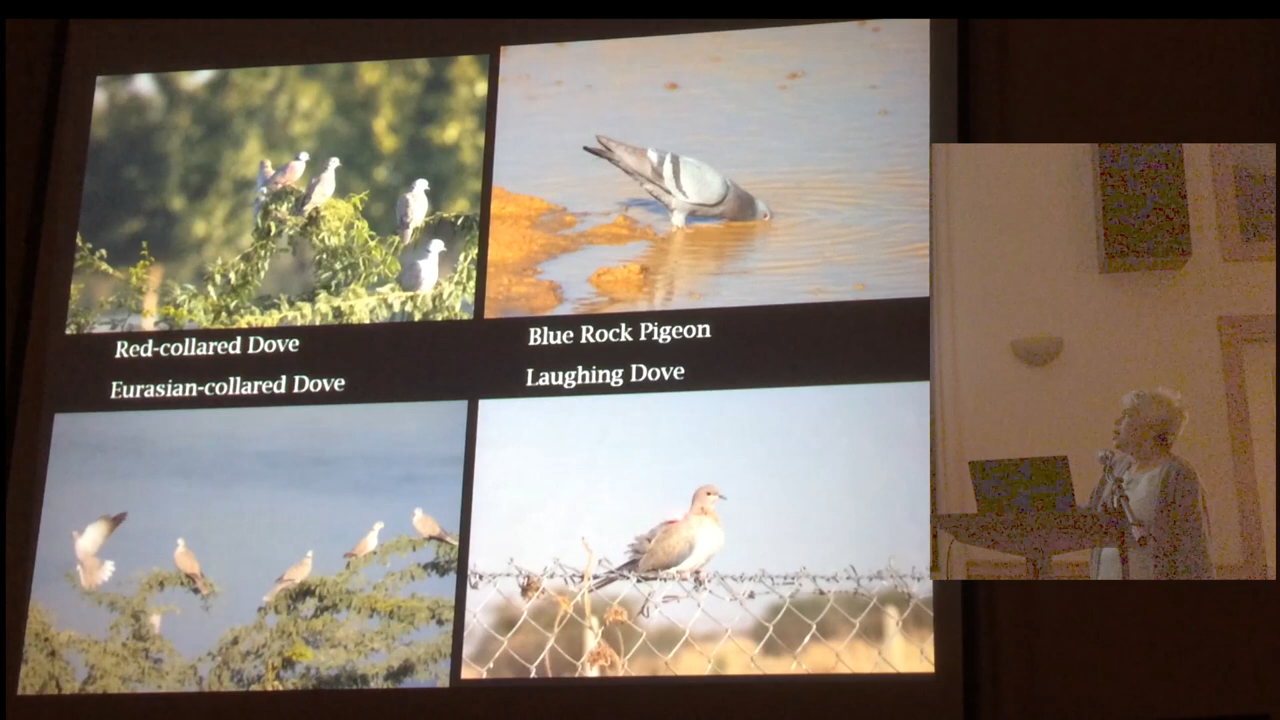 Red-collared Dove
Eurasian-collared Dove
Blue Rock Pigeon
Laughing Dove